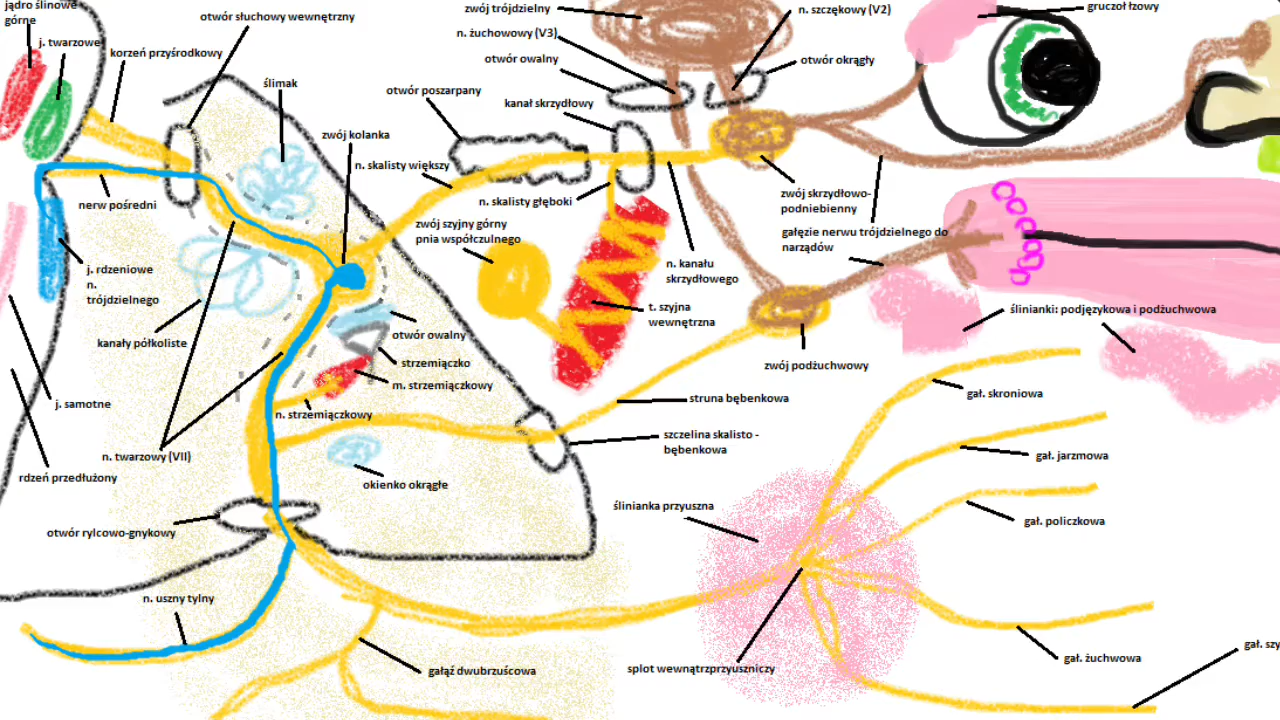 jądro ślinowe
górne
j. twarzowe
korzeń przyśrodkowy
otwór słuchowy wewnętrzny
ślimak
zwój kolanka
n. skalisty większy
otwór poszarpany
kanał skrzydłowy
zwój trójdzielny
n. żuchowowy (V3)
otwór owalny
n. szczękowy (V2)
otwór okrągły
gruczoł łzowy
nerw pośredni
n. skalisty głęboki
zwój szyjny górny
pnia współczulnego
zwój skrzydłowo-
podniebienny
gałęzie nerwu trójdzielnego do
narządów
j. rdzeniowe
n.
trójdzielnego
n. kanału
skrzydłowego
t. szyjna
wewnętrzna
ślinianki: podjęzykowa i podżuchwowa
kanały półkoliste
otwór owalny
strzemiączko
m. strzemiączkowy
zwój podżuchwowy
j. samotne
n. strzemiączkowy
struna bębenkowa
gał. skroniowa
n. twarzowy (VII)
szczelina skalisto -
bębenkowa
gał. jarzmowa
rdzeń przedłużony
okienko okrągłe
ślinianka przyuszna
gał. policzkowa
otwór rylcowo-gnykowy
n. uszny tylny
gałąź dwubrzuścowa
splot wewnątrzprzyuszniczy
gał. żuchwowa
gał. szy